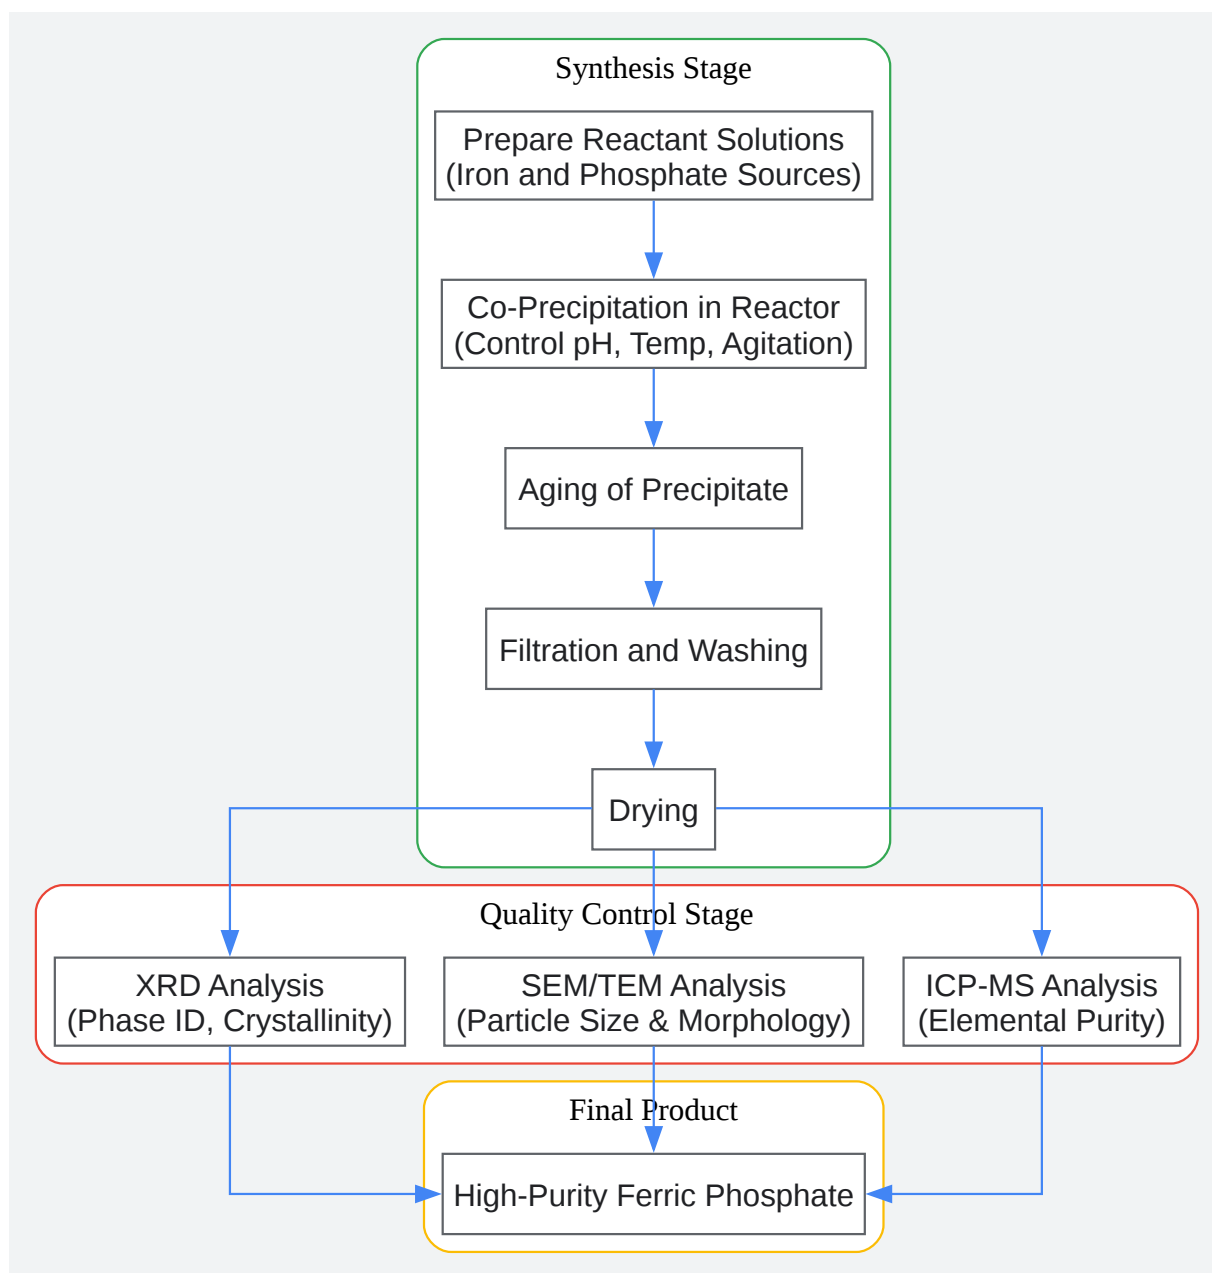 Synthesis Stage
Prepare Reactant Solutions
(Iron and Phosphate Sources)
Co-Precipitation in Reactor
(Control pH, Temp, Agitation)
Aging of Precipitate
Filtration and Washing
Drying
Quality Control Stage
XRD Analysis
(Phase ID, Crystallinity)
SEM/TEM Analysis
(Particle Size & Morphology)
ICP-MS Analysis
(Elemental Purity)
Final Product
High-Purity Ferric Phosphate